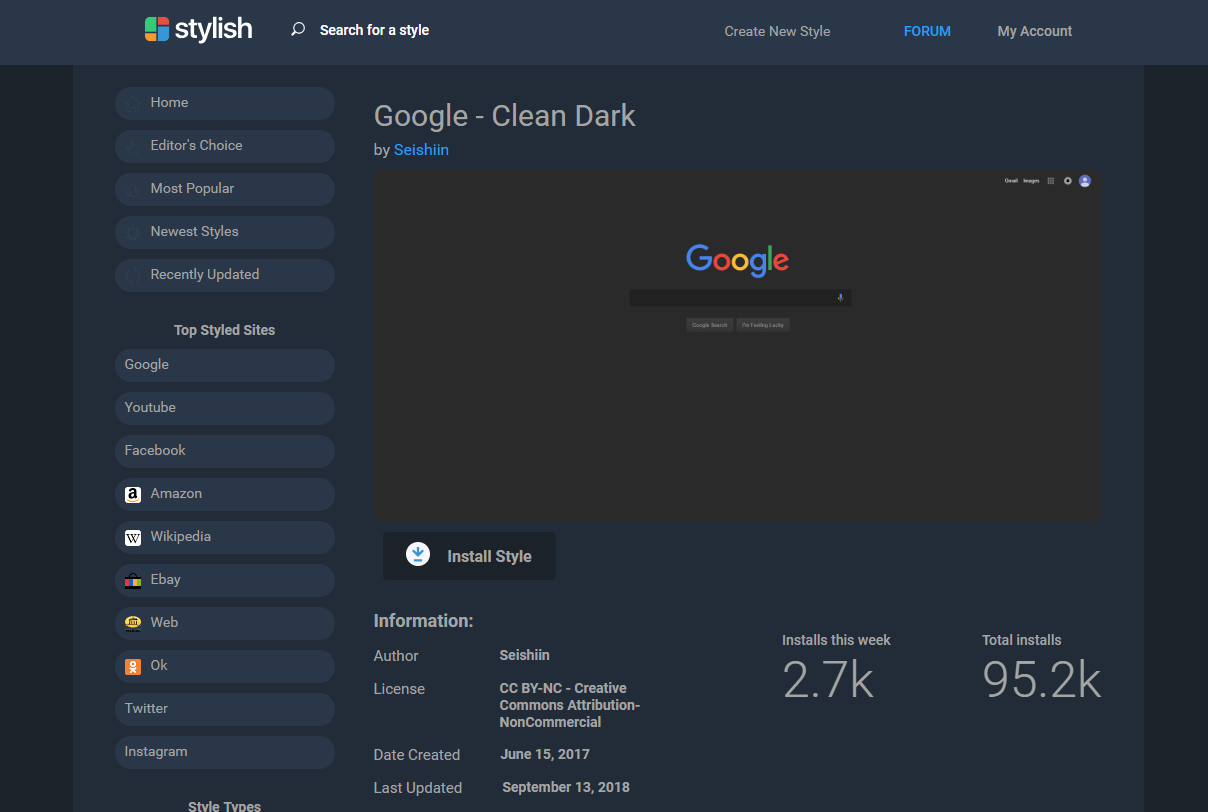 stylish
Search for a style
Create New Style
FORUM
My Account
Home
Editor's Choice
Most Popular
Newest Styles
Recently Updated
Top Styled Sites
Google
Youtube
Facebook
Amazon
Wikipedia
Ebay
Web
Ok
Twitter
Instagram
Style Types
Google - Clean Dark
by Seishiin
Gmail Images
Google
Google Search I'm Feeling Lucky
Install Style
Information:
Author Seishiin
License CC BY-NC - Creative
Commons Attribution-
NonCommercial
Date Created June 15, 2017
Last Updated September 13, 2018
Installs this week
2.7k
Total installs
95.2k